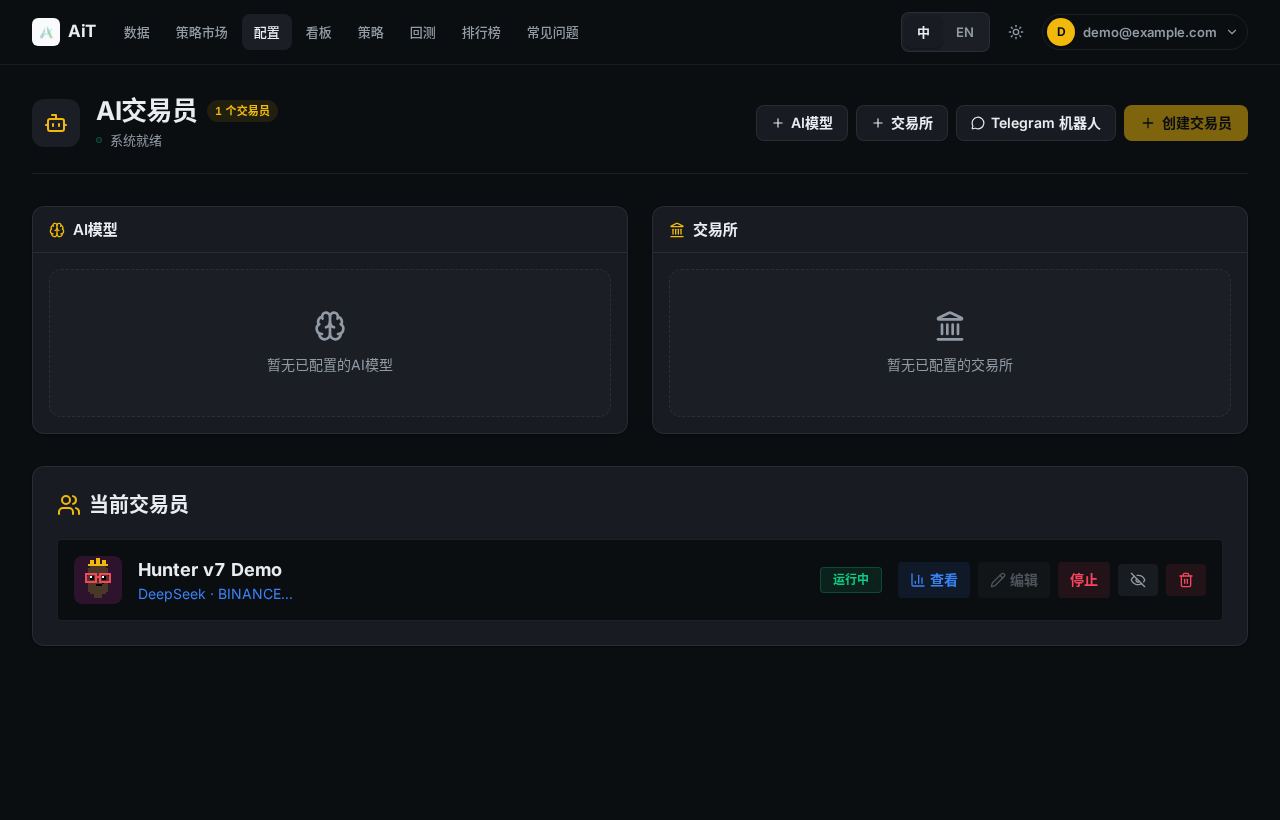 AiT
数据 策略市场 配置 看板 策略 回测 排行榜 常见问题
中 EN
D demo@example.com
AI交易员 1 个交易员
系统就绪
AI模型 交易所 Telegram 机器人 创建交易员
AI模型
暂无已配置的AI模型
交易所
暂无已配置的交易所
当前交易员
Hunter v7 Demo
DeepSeek · BINANCE...
运行中 查看 编辑 停止